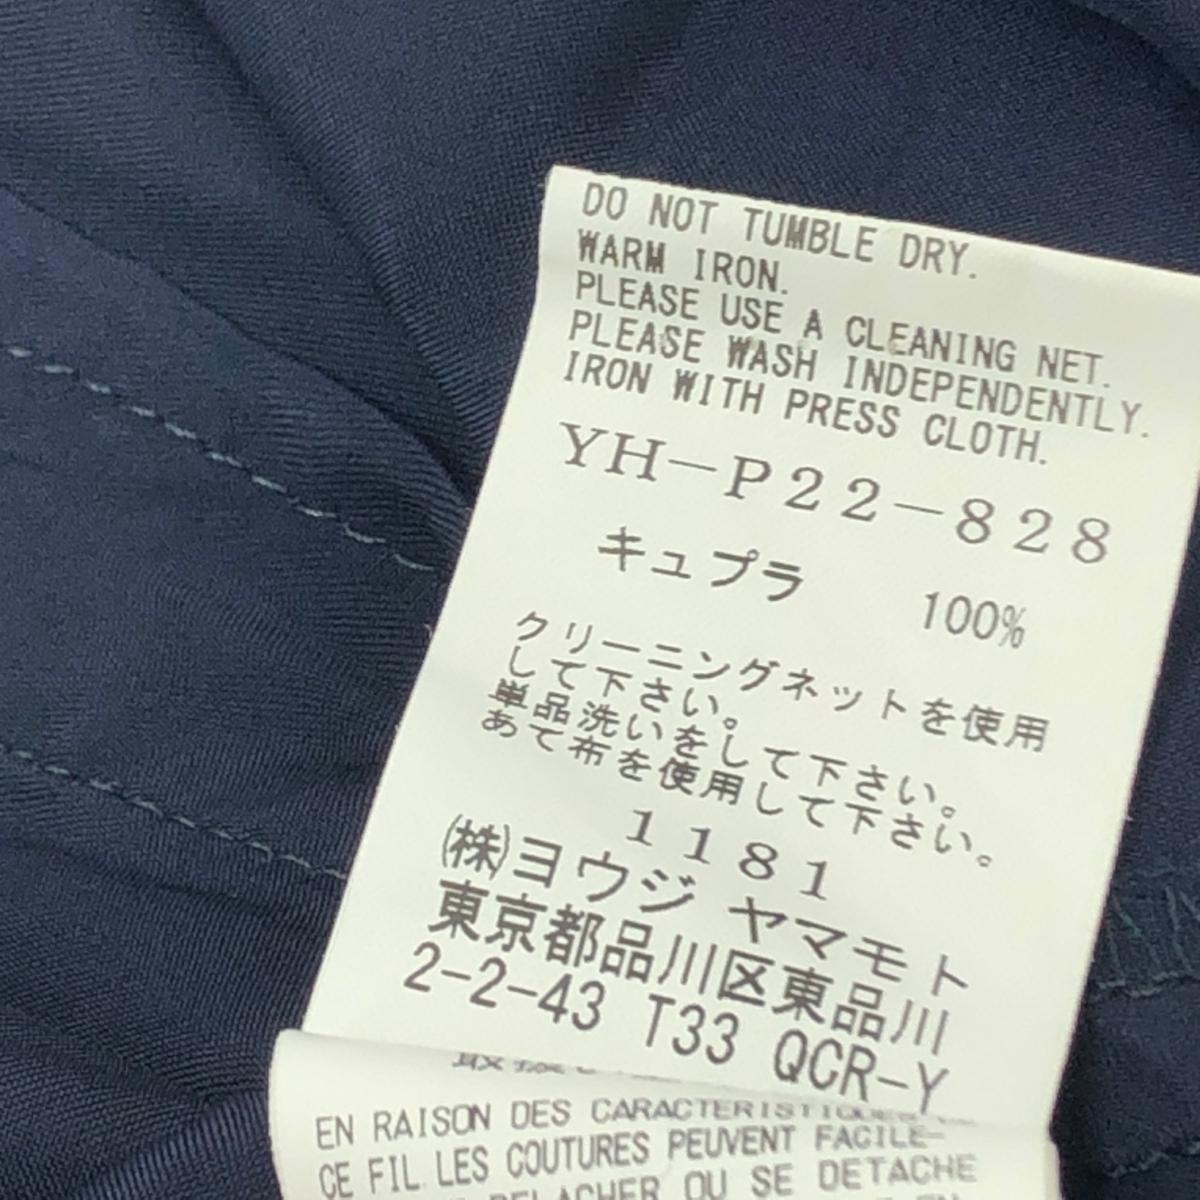 DO NOT TUMBLE DRY.
WARM IRON.
PLEASE USE A CLEANING NET.
PLEASE WASH INDEPENDENTLY.
IRON WITH PRESS CLOTH.
YH-P22-828
キュプラ 100%
クリーニングネットを使用
して下さい。
単品洗いをして下さい。
あて布を使用して下さい。
1181
(株)ヨウジ ヤマモト
東京都品川区東品川
2-2-43 T33 QCR-Y
EN RAISON DES CARACTERISTIQUES
CE FIL.LES COUTURES PEUVENT FACILE-
RELACHER OU SE DETACHE